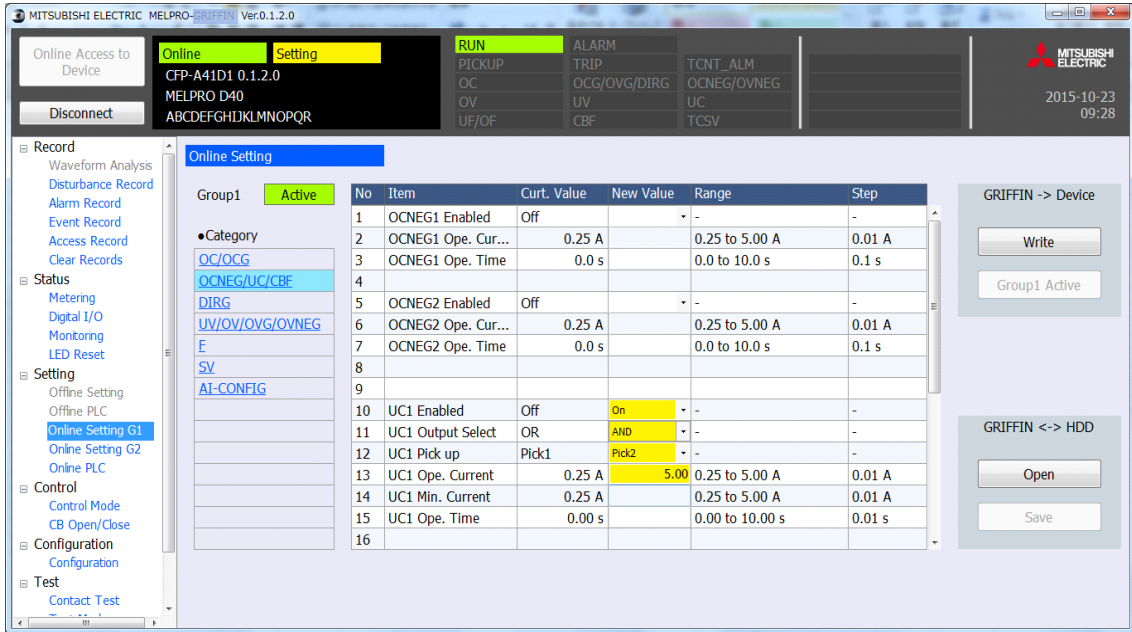 MITSUBISHI ELECTRIC MELPRO-GRIFFIN Ver.0.1.2.0
Online Access to
Device
Disconnect
Online Setting
CFP-A41D1 0.1.2.0
MELPRO D40
ABCDEFGHIJKLMNOPQR
RUN ALARM
PICKUP TRIP TCNT_ALM
OC OCG/OVG/DIRG OCNEG/OVNEG
OV UV UC
UF/OF CBF TCSV
MITSUBISHI
ELECTRIC
2015-10-23
09:28
Record
Waveform Analysis
Disturbance Record
Alarm Record
Event Record
Access Record
Clear Records
Status
Metering
Digital I/O
Monitoring
LED Reset
Setting
Offline Setting
Offline PLC
Online Setting G1
Online Setting G2
Online PLC
Control
Control Mode
CB Open/Close
Configuration
Configuration
Test
Contact Test
Online Setting
Group1 Active
●Category
OC/OCG
OCNEG/UC/CBF
DIRG
UV/OV/OVG/OVNEG
F
SV
AI-CONFIG
No Item Curt. Value New Value Range Step
1 OCNEG1 Enabled Off - -
2 OCNEG1 Ope. Cur... 0.25 A 0.25 to 5.00 A 0.01 A
3 OCNEG1 Ope. Time 0.0 s 0.0 to 10.0 s 0.1 s
4
5 OCNEG2 Enabled Off - -
6 OCNEG2 Ope. Cur... 0.25 A 0.25 to 5.00 A 0.01 A
7 OCNEG2 Ope. Time 0.0 s 0.0 to 10.0 s 0.1 s
8
9
10 UC1 Enabled Off On - -
11 UC1 Output Select OR AND - -
12 UC1 Pick up Pick1 Pick2 - -
13 UC1 Ope. Current 0.25 A 5.00 0.25 to 5.00 A 0.01 A
14 UC1 Min. Current 0.25 A 0.25 to 5.00 A 0.01 A
15 UC1 Ope. Time 0.00 s 0.00 to 10.00 s 0.01 s
16
GRIFFIN -> Device
Write
Group1 Active
GRIFFIN <-> HDD
Open
Save